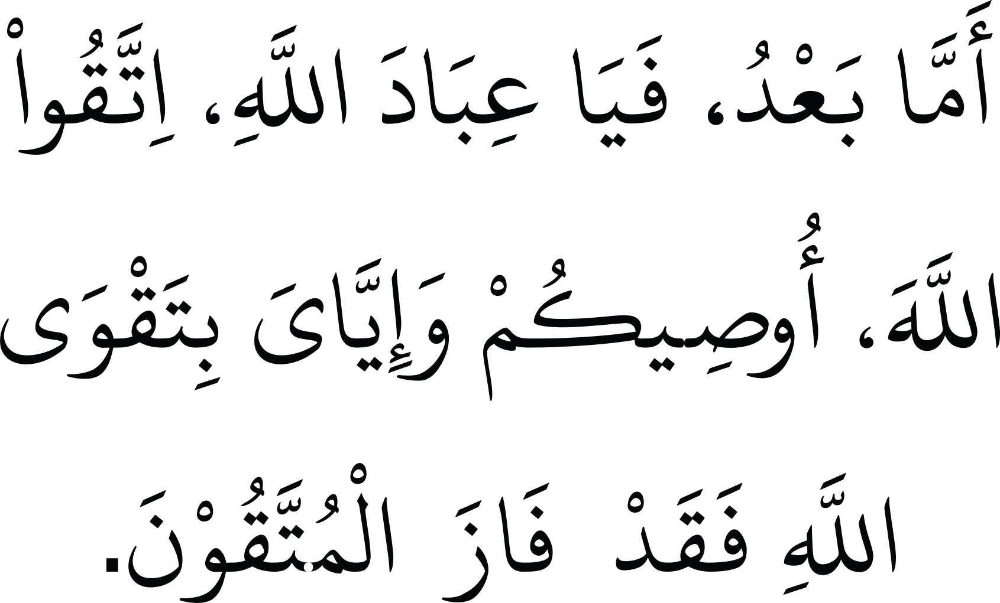 أَمَّا بَعْدُ، فَيَا عِبَادَ اللَّهِ، اِتَّقُواْ
اللَّهَ، أُوصِيكُمْ وَإِيَّاىَ بِتَقْوَى
اللَّهِ فَقَدْ فَازَ الْمُتَّقُوْنَ.